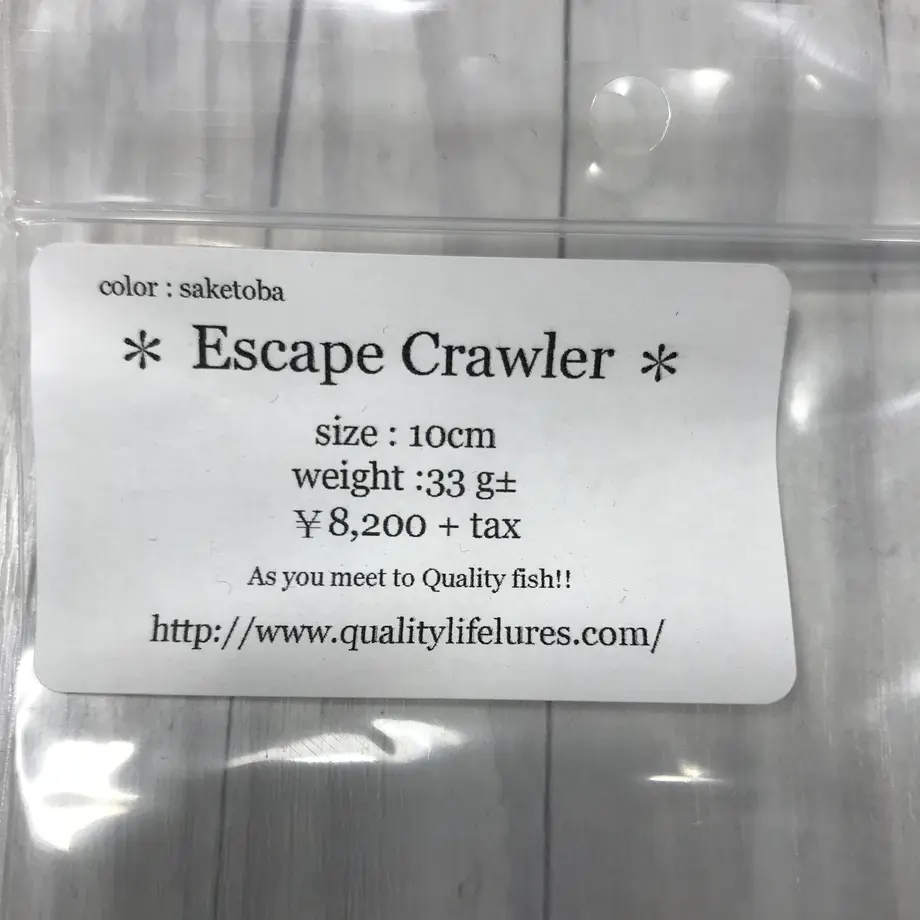 color : saketoba
* Escape Crawler *
size : 10cm
weight :33 g±
¥8,200 + tax
As you meet to Quality fish!!
http://www.qualitylifelures.com/